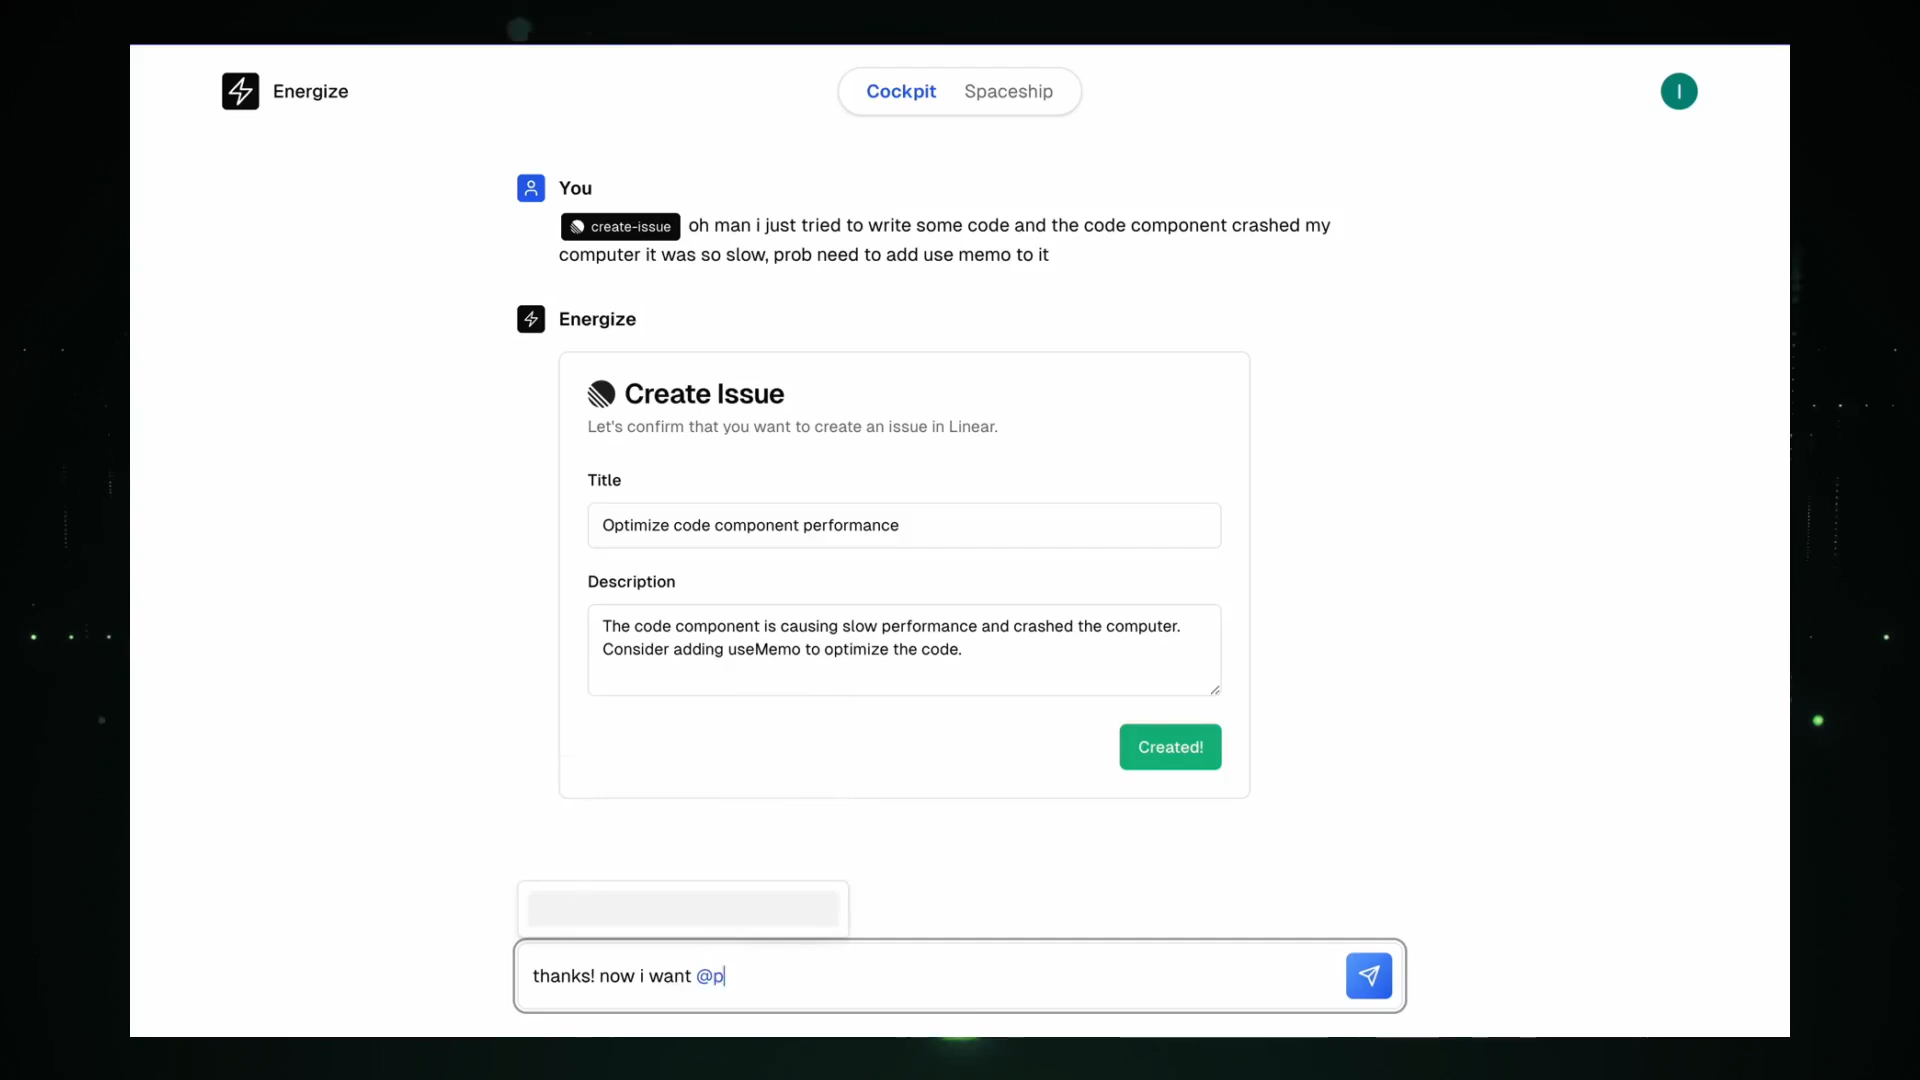 Energize
Cockpit Spaceship
I
You
create-issue oh man i just tried to write some code and the code component crashed my
computer it was so slow, prob need to add use memo to it
Energize
Create Issue
Let's confirm that you want to create an issue in Linear.
Title
Optimize code component performance
Description
The code component is causing slow performance and crashed the computer.
Consider adding useMemo to optimize the code.
Created!
thanks! now i want @p